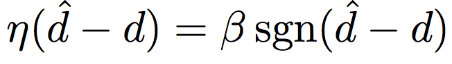 η(d̂ − d) = β sgn(d̂ − d)